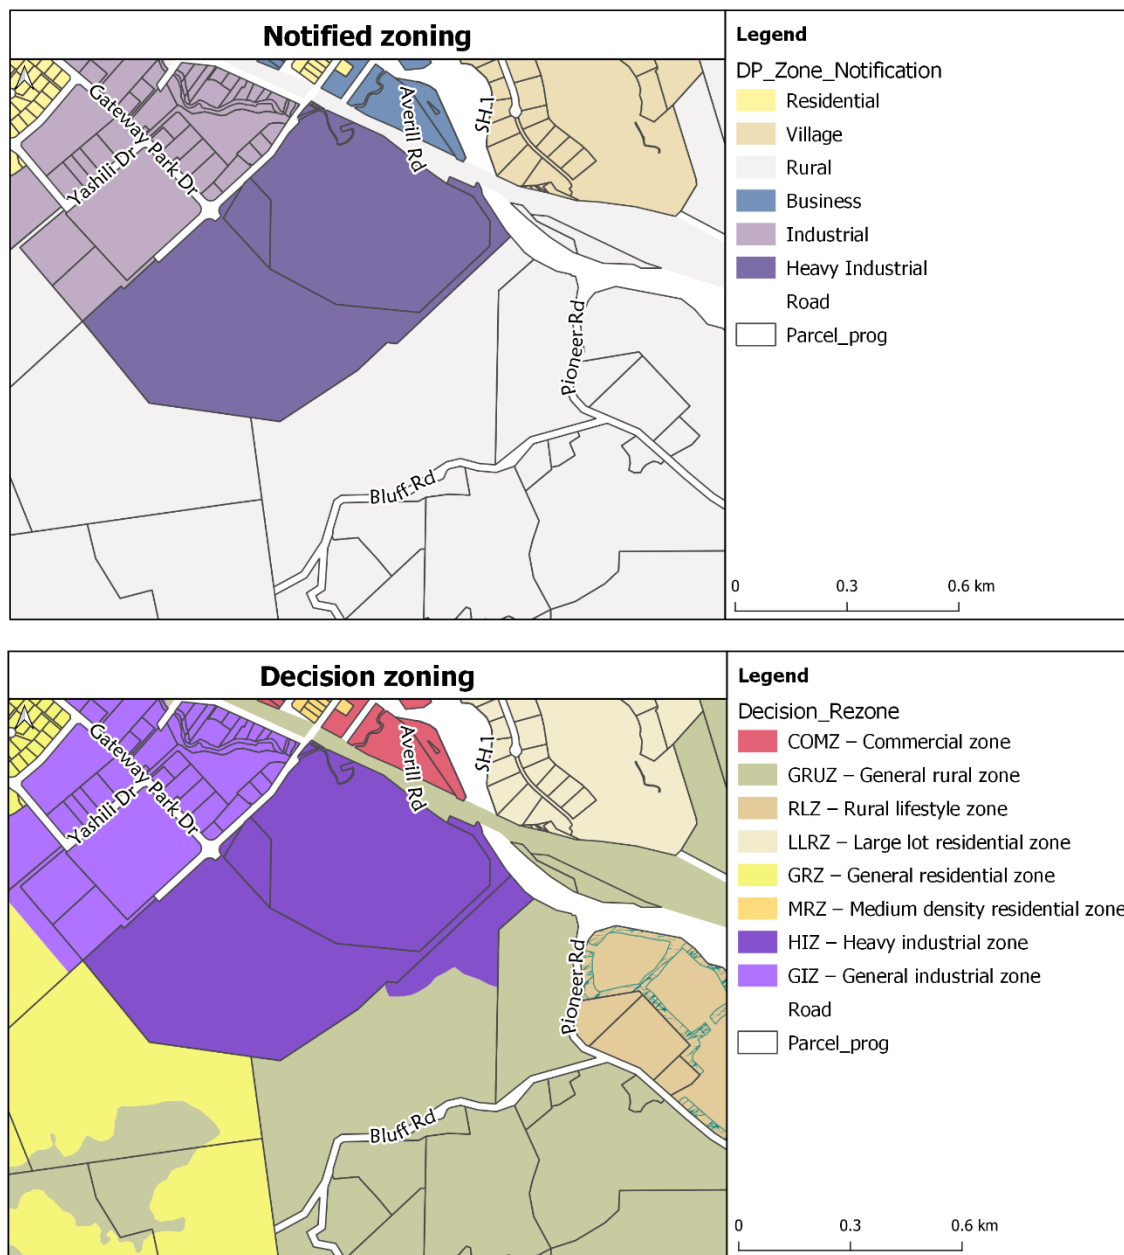 Notified zoning
Gateway Park Dr
Yashili Dr
Averill Rd
SH 1
Pioneer Rd
Bluff Rd
Legend
DP_Zone_Notification
Residential
Village
Rural
Business
Industrial
Heavy Industrial
Road
Parcel_prog
0 0.3 0.6 km
Decision zoning
Gateway Park Dr
Yashili Dr
Averill Rd
SH 1
Pioneer Rd
Bluff Rd
Legend
Decision_Rezone
COMZ – Commercial zone
GRUZ – General rural zone
RLZ – Rural lifestyle zone
LLRZ – Large lot residential zone
GRZ – General residential zone
MRZ – Medium density residential zone
HIZ – Heavy industrial zone
GIZ – General industrial zone
Road
Parcel_prog
0 0.3 0.6 km